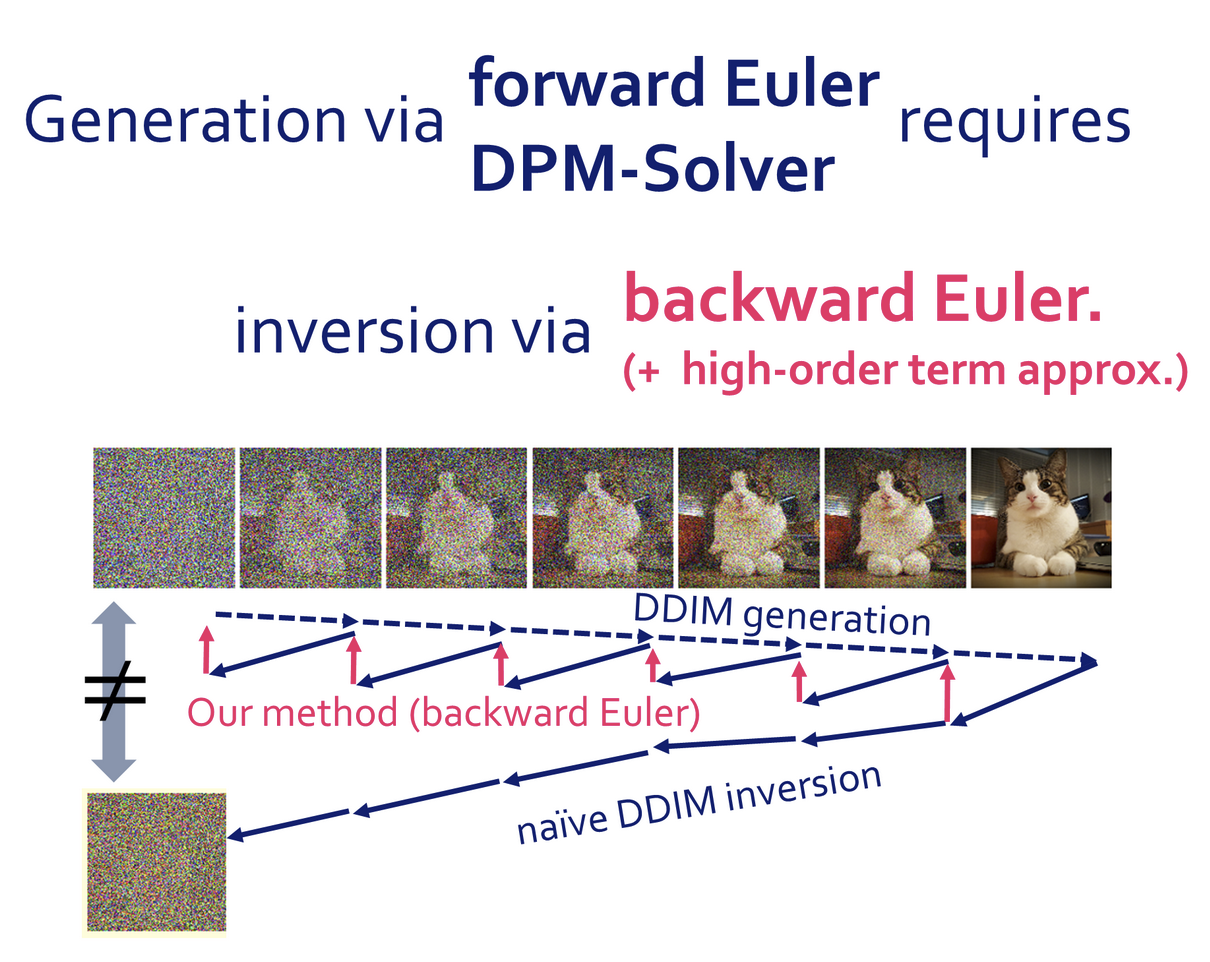 Generation via forward Euler requires
DPM-Solver
inversion via backward Euler.
(+ high-order term approx.)
DDIM generation
≠
Our method (backward Euler)
naïve DDIM inversion